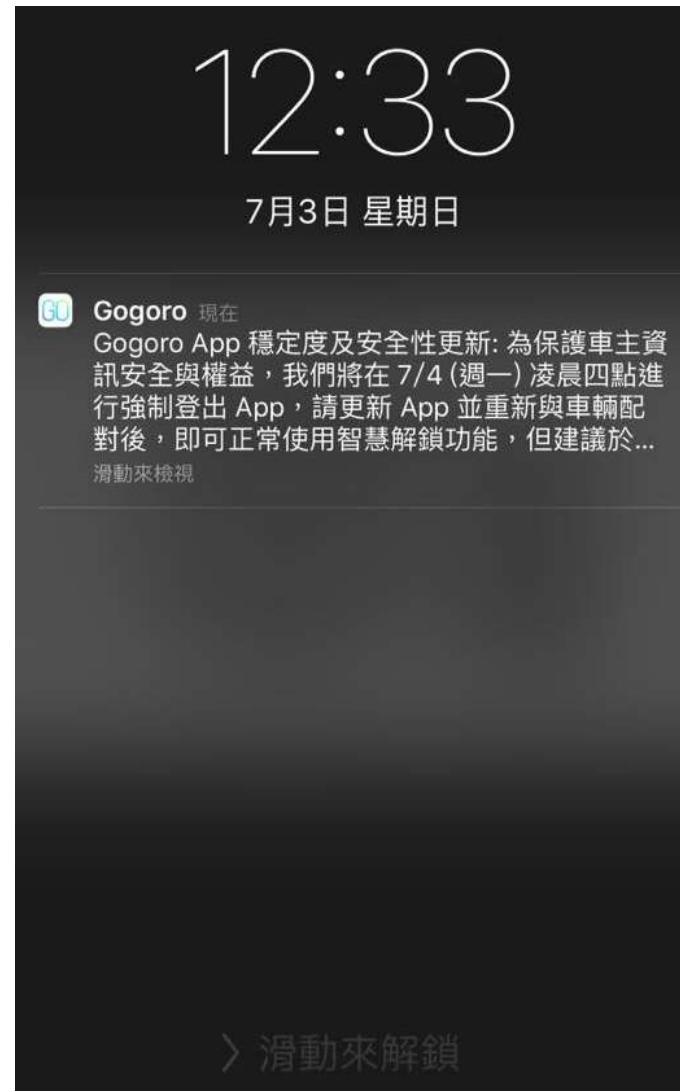 12:33
7月3日 星期日
GO
Gogoro 現在
Gogoro App 穩定度及安全性更新: 為保護車主資
訊安全與權益，我們將在 7/4 (週一) 凌晨四點進
行強制登出 App，請更新 App 並重新與車輛配
對後，即可正常使用智慧解鎖功能，但建議於...
滑動來檢視
〉滑動來解鎖